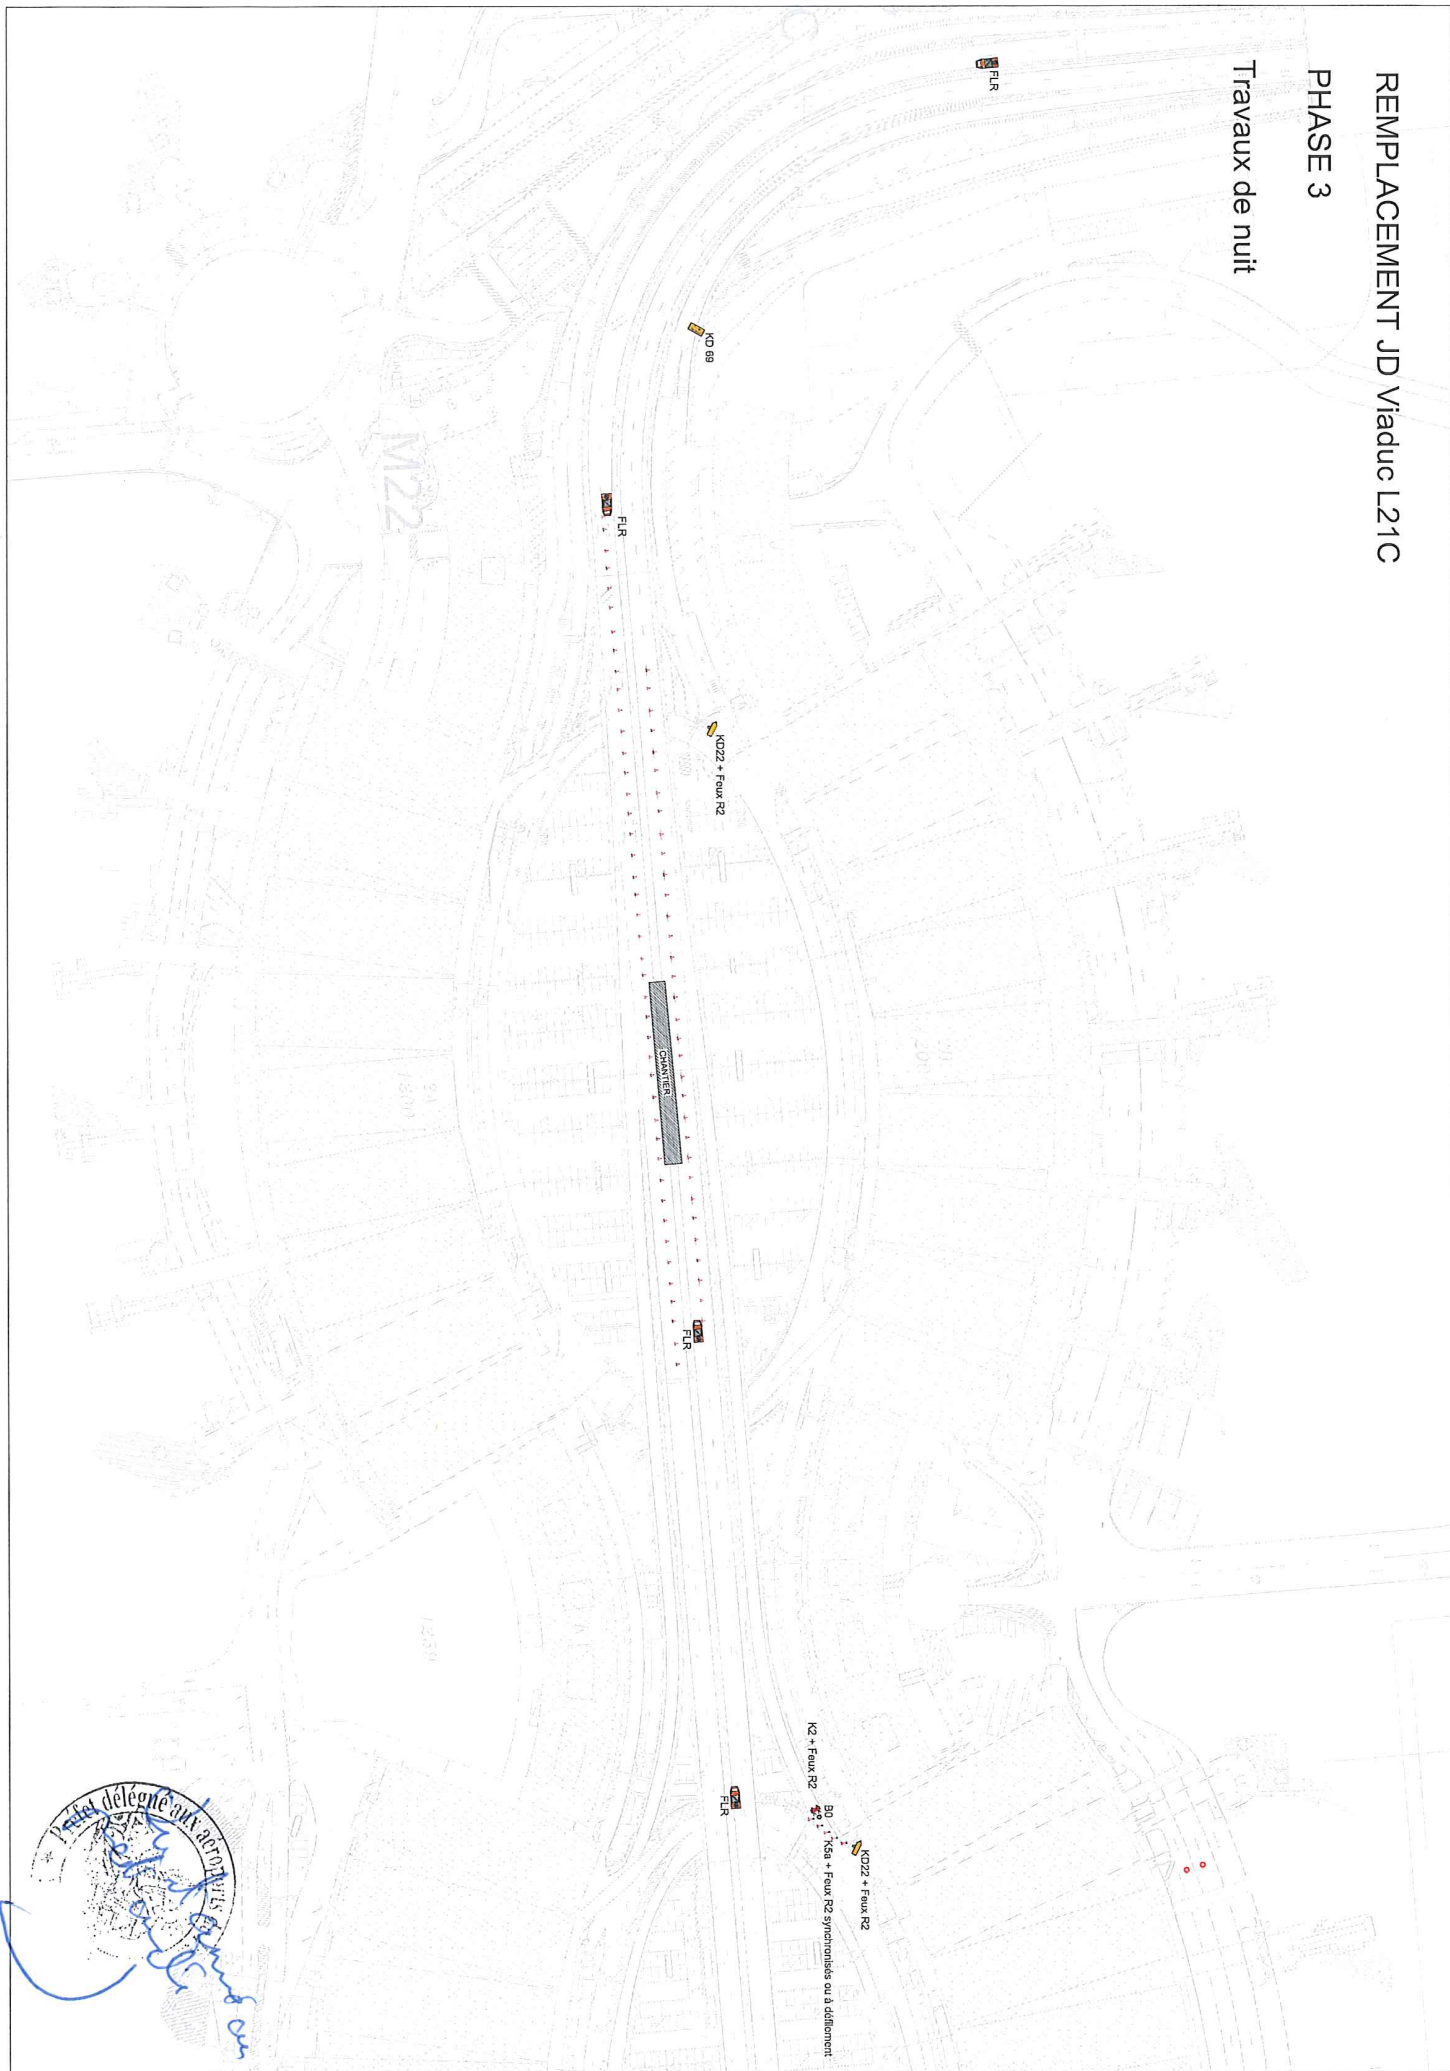 REMPLACEMENT JD Viaduc L21C
PHASE 3
Travaux de nuit
FLR
KD 69
FLR
M22
KD22 + Feux R2
CHANTIER
FLR
FLR
K2 + Feux R2
B0
K5a + Feux R2 synchronisés ou à défilement
KD22 + Feux R2
Préfet délégué aux aéroports